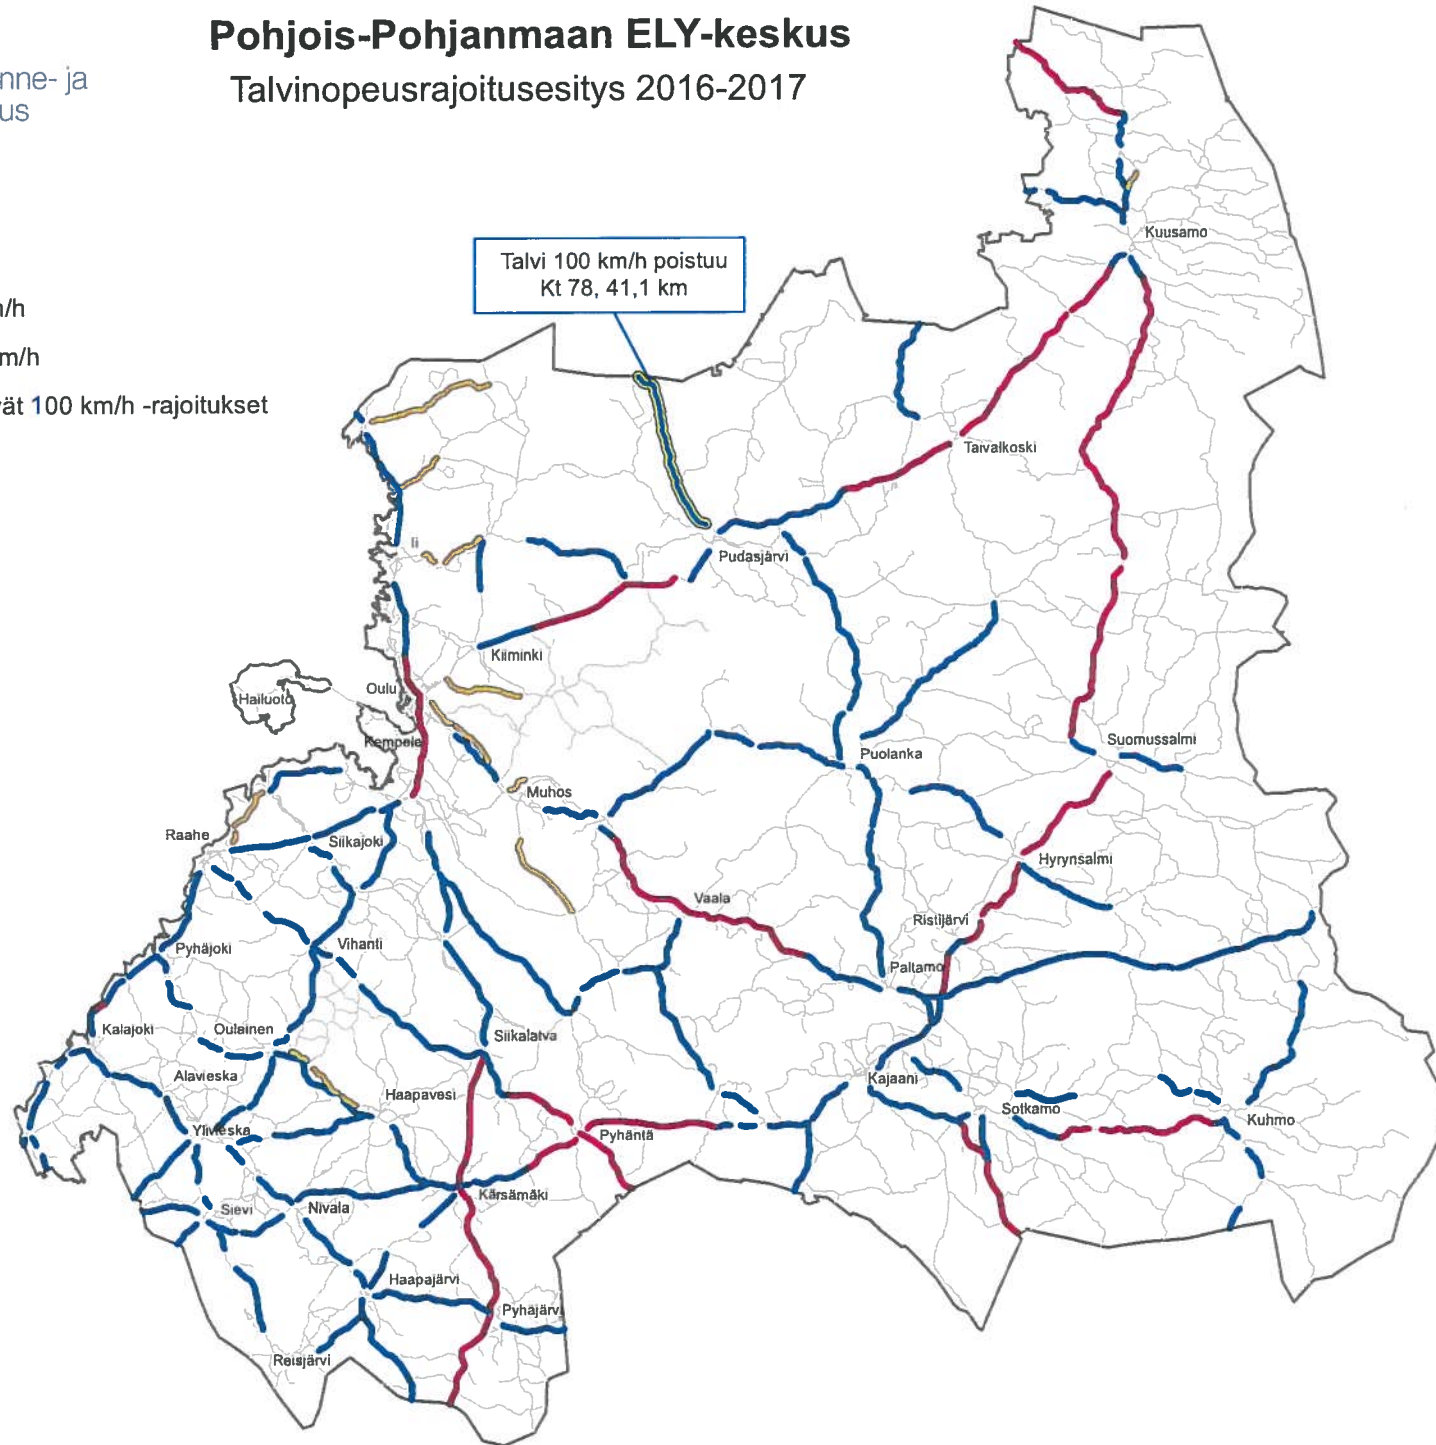 Pohjois-Pohjanmaan ELY-keskus
Talvinopeusrajoitusesitys 2016-2017
nne- ja
us
Talvi 100 km/h poistuu
Kt 78, 41,1 km
/h
m/h
vät 100 km/h -rajoitukset
Kuusamo
Taivalkoski
Ii
Pudasjärvi
Kiiminki
Oulu
Hailuoto
Kempele
Suomussalmi
Puolanka
Muhos
Raahe
Siikajoki
Hyrynsalmi
Vaala
Ristijärvi
Pyhäjoki
Vihanti
Paltamo
Kalajoki
Oulainen
Siikalatva
Alavieska
Kajaani
Haapavesi
Sotkamo
Kuhmo
Ylivieska
Pyhäntä
Kärsämäki
Sievi
Nivala
Haapajärvi
Pyhäjärvi
Reisjärvi